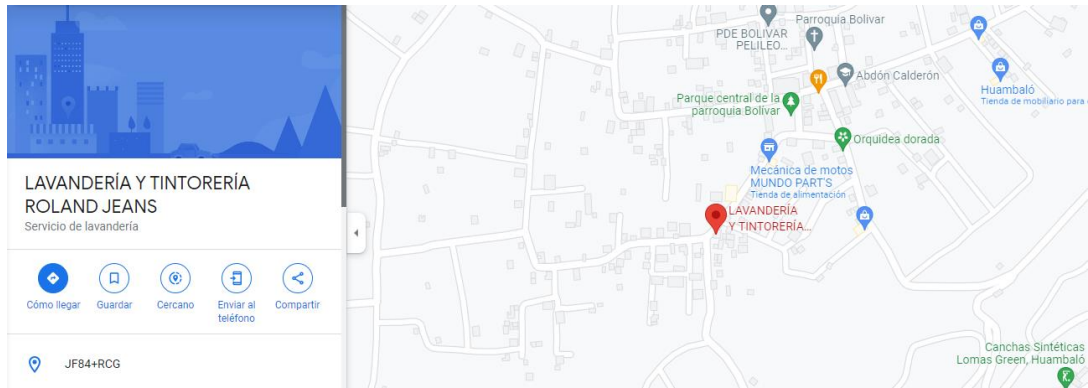 LAVANDERÍA Y TINTORERÍA
ROLAND JEANS
Servicio de lavandería
Cómo llegar
Guardar
Cercano
Enviar al
teléfono
Compartir
JF84+RCG
Parroquia Bolivar
PDE BOLIVAR
PELILEO...
Abdón Calderón
Huambaló
Tienda de mobiliario para
Parque central de la
parroquia Bolívar
Orquidea dorada
Mecánica de motos
MUNDO PART'S
Tienda de alimentación
LAVANDERÍA
Y TINTORERÍA...
Canchas Sintéticas
Lomas Green, Huambaló